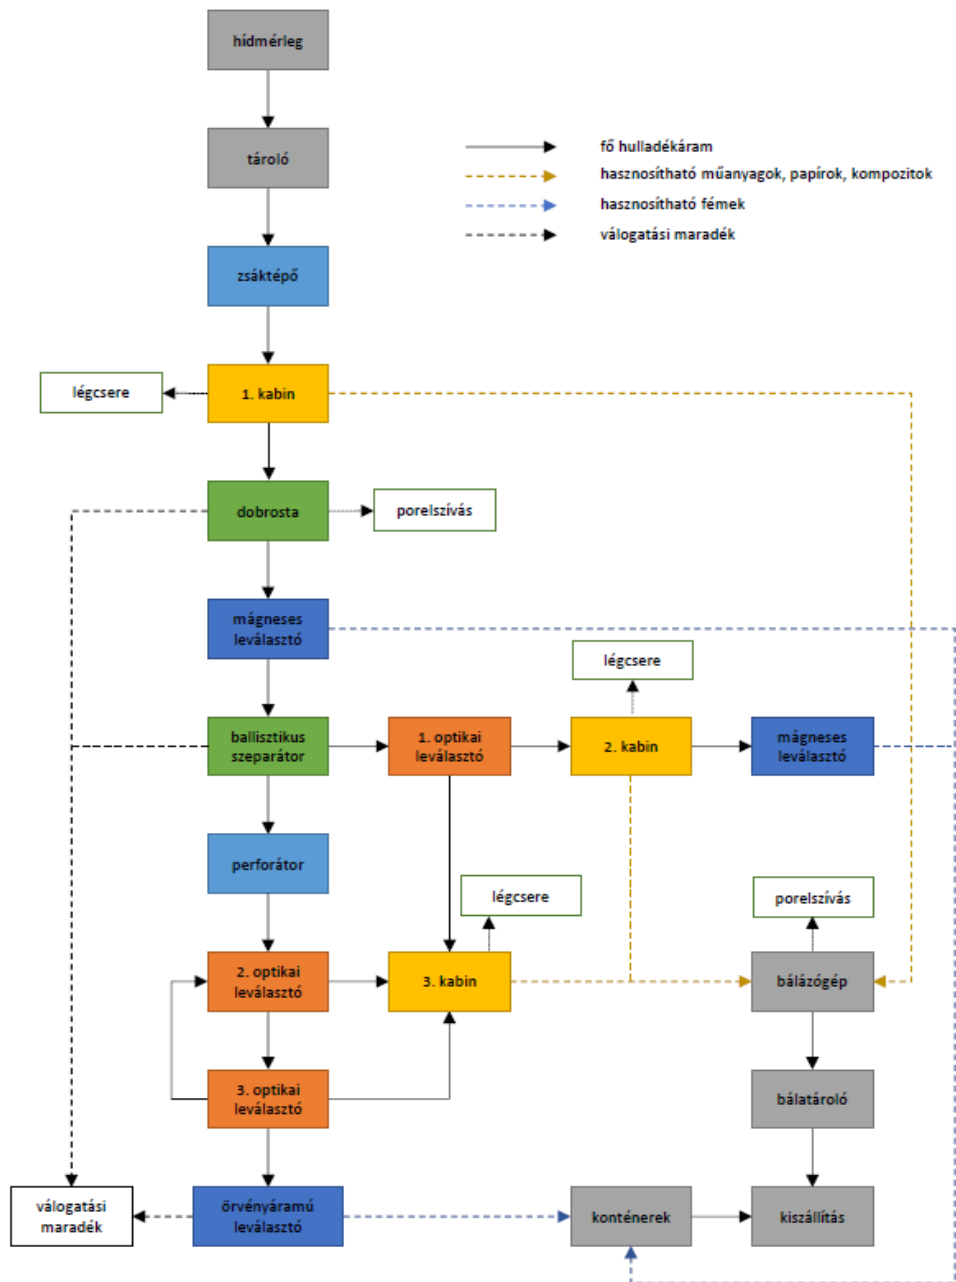 hídmérleg
tároló
fő hulladékáram
hasznosítható műanyagok, papírok, kompozitok
hasznosítható fémek
válogatási maradék
zsáktépő
légcsere
1. kabin
dobrosta
porelszívás
mágneses
leválasztó
légcsere
ballisztikus
szeparátor
1. optikai
leválasztó
2. kabin
mágneses
leválasztó
perforátor
légcsere
porelszívás
2. optikai
leválasztó
3. kabin
bálázógép
3. optikai
leválasztó
bálatároló
válogatási
maradék
örvényáramú
leválasztó
konténerek
kiszállítás